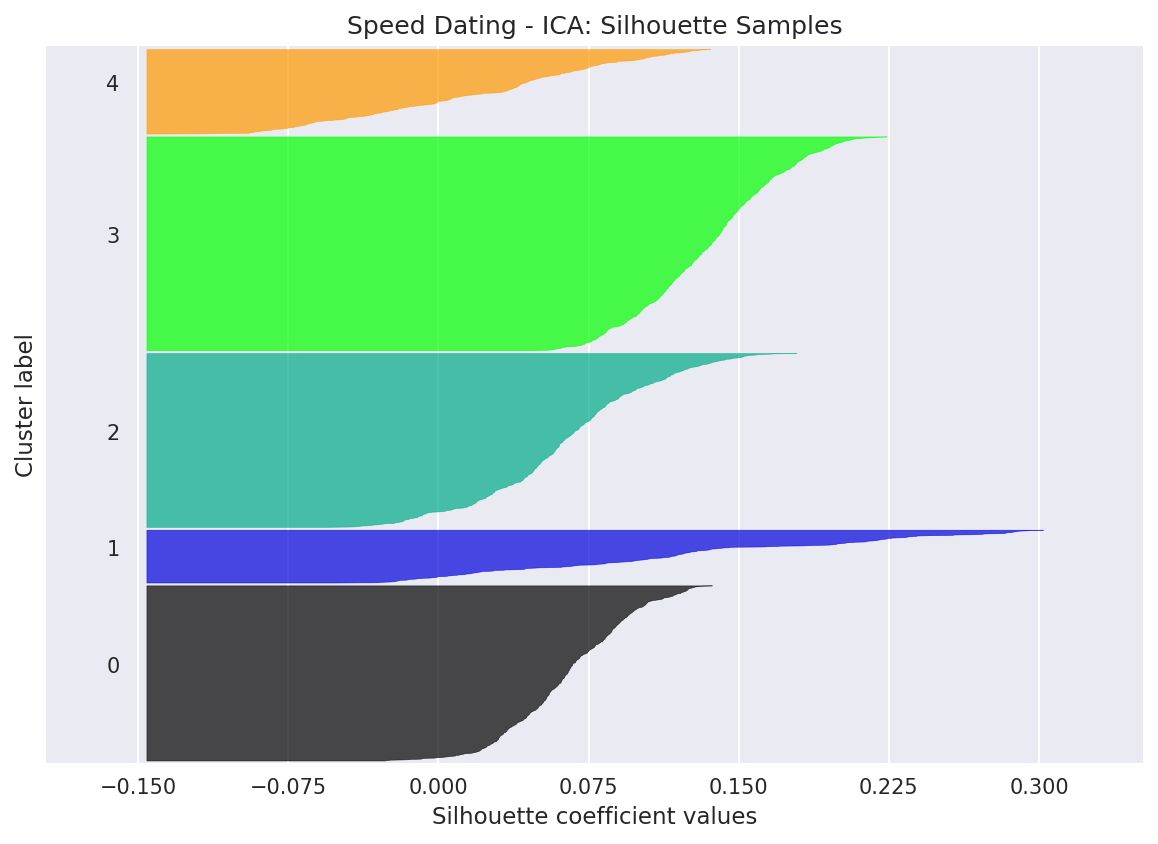 Speed Dating - ICA: Silhouette Samples
4
3
2
1
0
Cluster label
−0.150 −0.075 0.000 0.075 0.150 0.225 0.300
Silhouette coefficient values